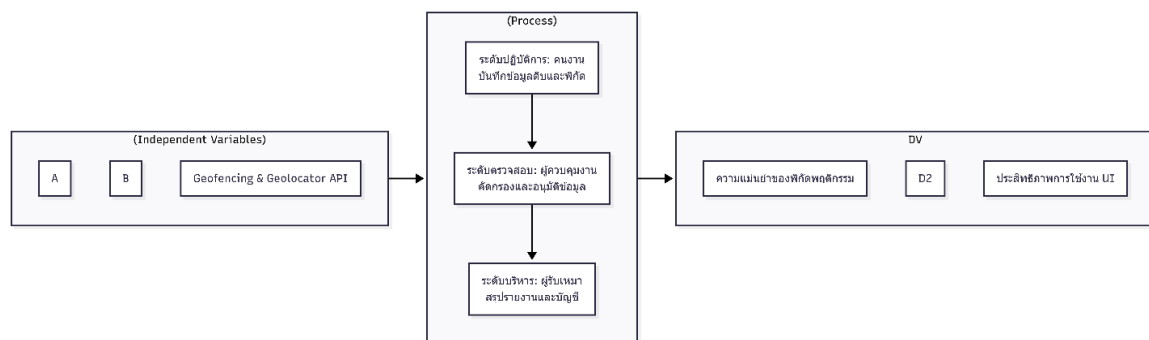 (Process)
ระดับปฏิบัติการ: คนงาน
บันทึกข้อมูลดิบและพิกัด
(Independent Variables)
A
B
Geofencing & Geolocator API
ระดับตรวจสอบ: ผู้ควบคุมงาน
คัดกรองและอนุมัติข้อมูล
ระดับบริหาร: ผู้รับเหมา
สรุปรายงานและบัญชี
DV
ความแม่นยำของพิกัดพฤติกรรม
D2
ประสิทธิภาพการใช้งาน UI